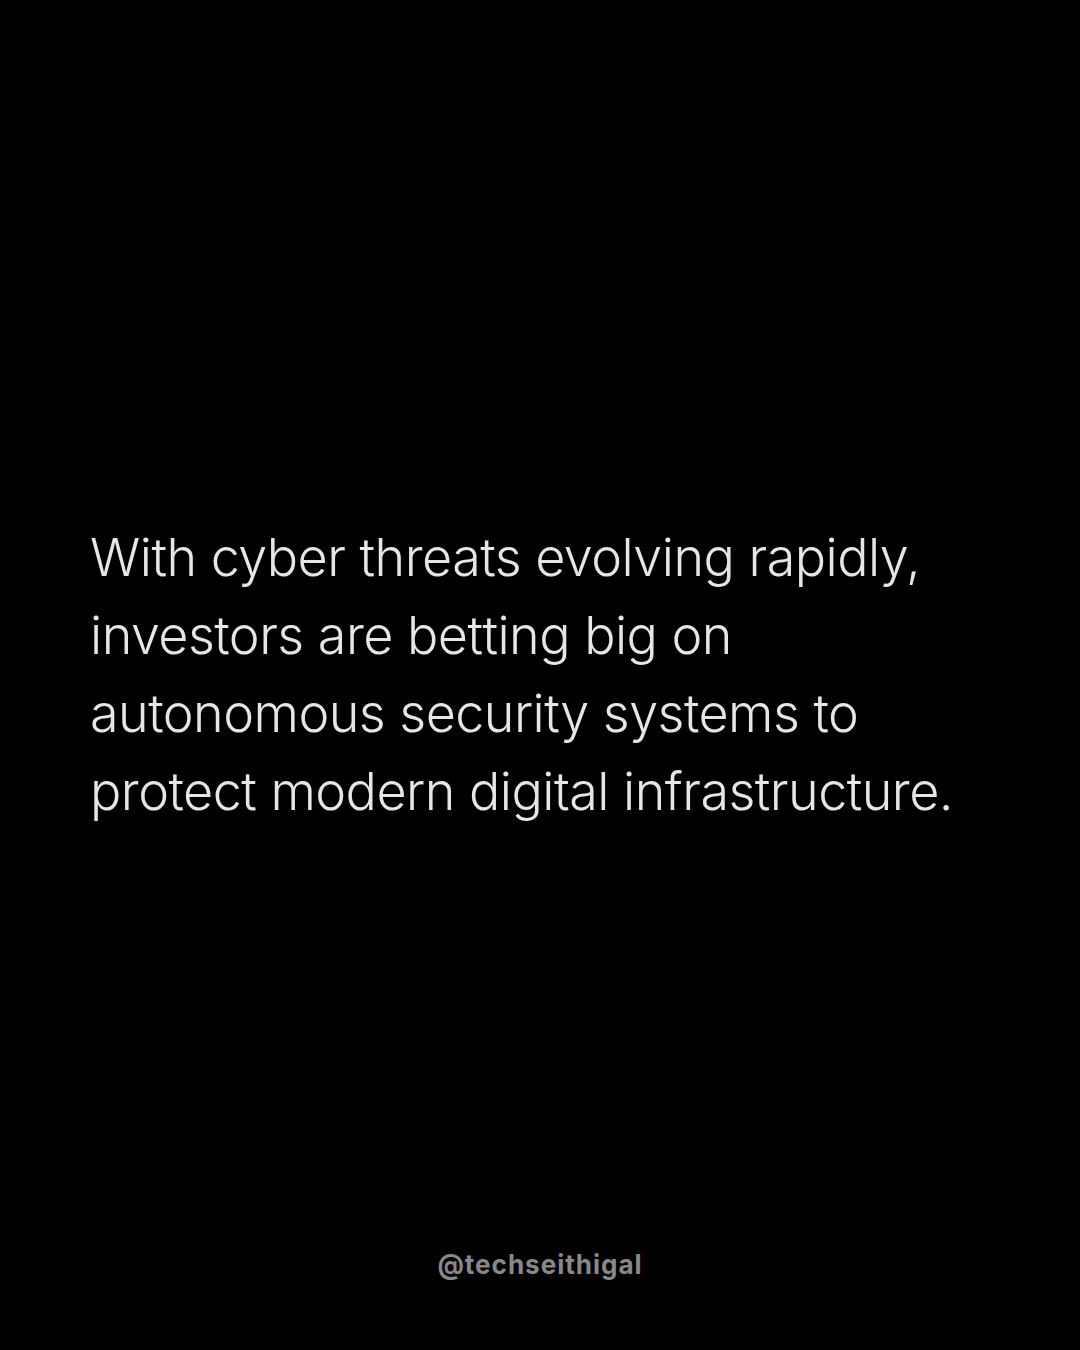 With cyber threats evolving rapidly,
investors are betting big on
autonomous security systems to
protect modern digital infrastructure.
@techseithigal